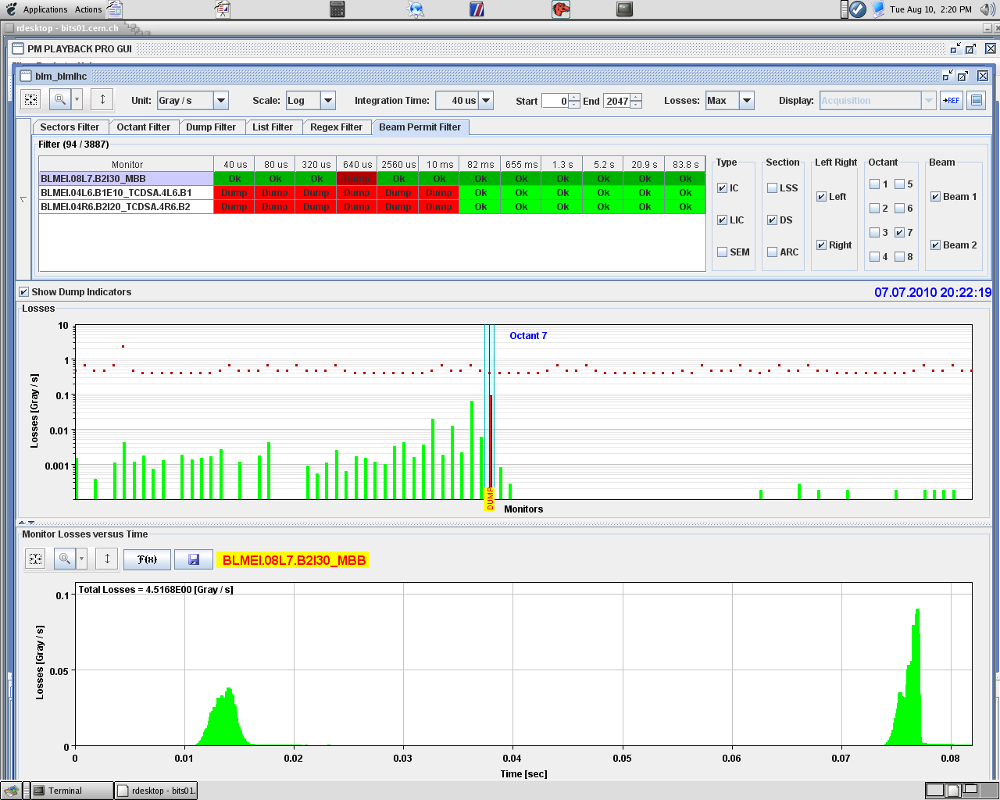 Applications Actions Tue Aug 10, 2:20 PM
rdesktop - bits01.cern.ch
PM PLAYBACK PRO GUI
blm_blmlhc
Unit: Gray / s Scale: Log Integration Time: 40 us Start 0 End 2047 Losses: Max Display: Acquisition →REF
Sectors Filter Octant Filter Dump Filter List Filter Regex Filter Beam Permit Filter
Filter (94 / 3887)
Monitor 40 us 80 us 320 us 640 us 2560 us 10 ms 82 ms 655 ms 1.3 s 5.2 s 20.9 s 83.8 s
BLMEI.08L7.B2I30_MBB Ok Ok Ok Dump Ok Ok Ok Ok Ok Ok Ok Ok
BLMEI.04L6.B1E10_TCDSA.4L6.B1 Dump Dump Dump Dump Dump Dump Ok Ok Ok Ok Ok Ok
BLMEI.04R6.B2I20_TCDSA.4R6.B2 Dump Dump Dump Dump Dump Dump Ok Ok Ok Ok Ok Ok
Type Section Left Right Octant Beam
IC LSS Left 1 5 Beam 1
2 6
LIC DS 3 7
SEM ARC Right 4 8 Beam 2
Show Dump Indicators 07.07.2010 20:22:19
Losses
Octant 7
Losses [Gray / s]
10
1
0.1
0.01
0.001
DUMP
Monitors
Monitor Losses versus Time
F(x) BLMEI.08L7.B2I30_MBB
Total Losses = 4.5168E00 [Gray / s]
Losses [Gray / s]
0.1
0.05
0
0 0.01 0.02 0.03 0.04 0.05 0.06 0.07 0.08
Time [sec]
Terminal rdesktop - bits01.